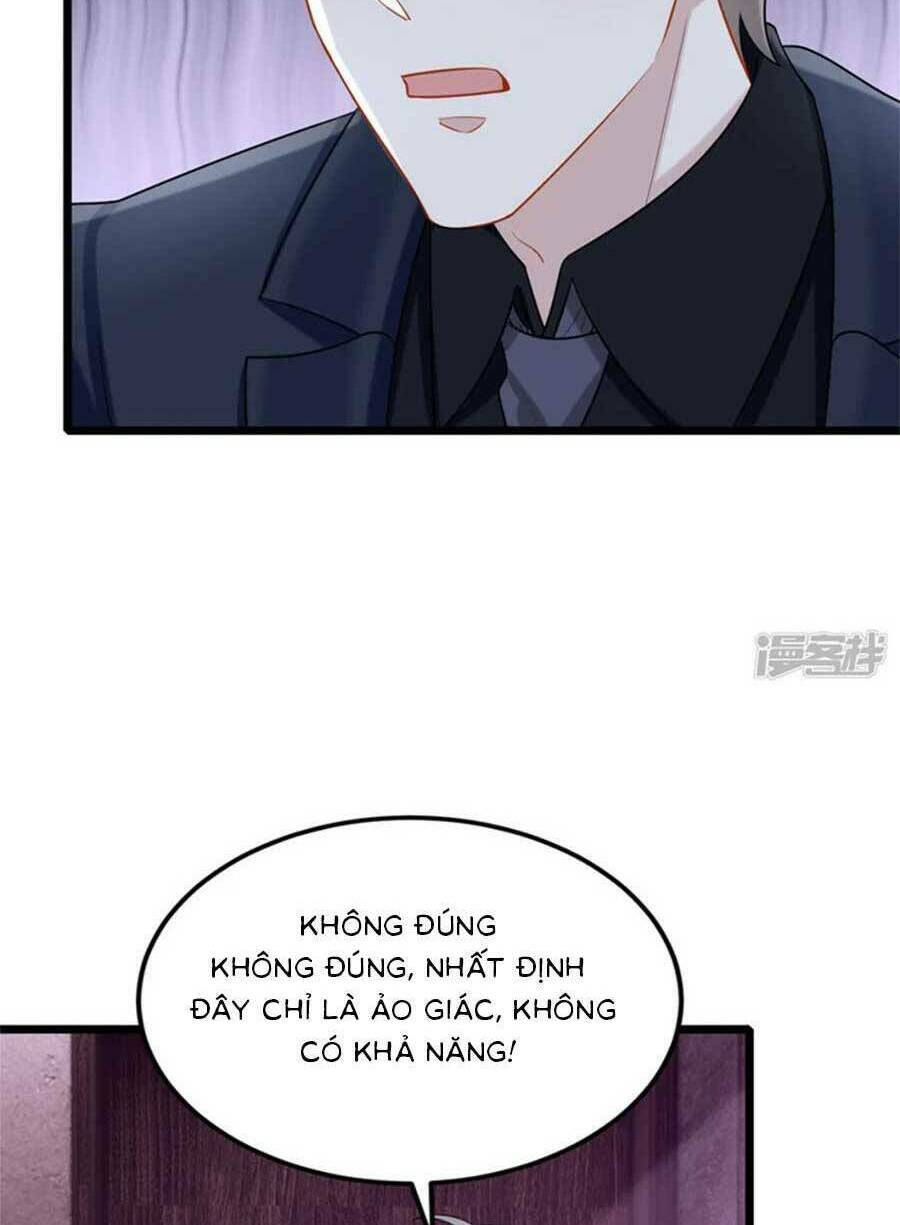 漫客栈
KHÔNG ĐÚNG
KHÔNG ĐÚNG, NHẤT ĐỊNH
ĐÂY CHỈ LÀ ẢO GIÁC, KHÔNG
CÓ KHẢ NĂNG!